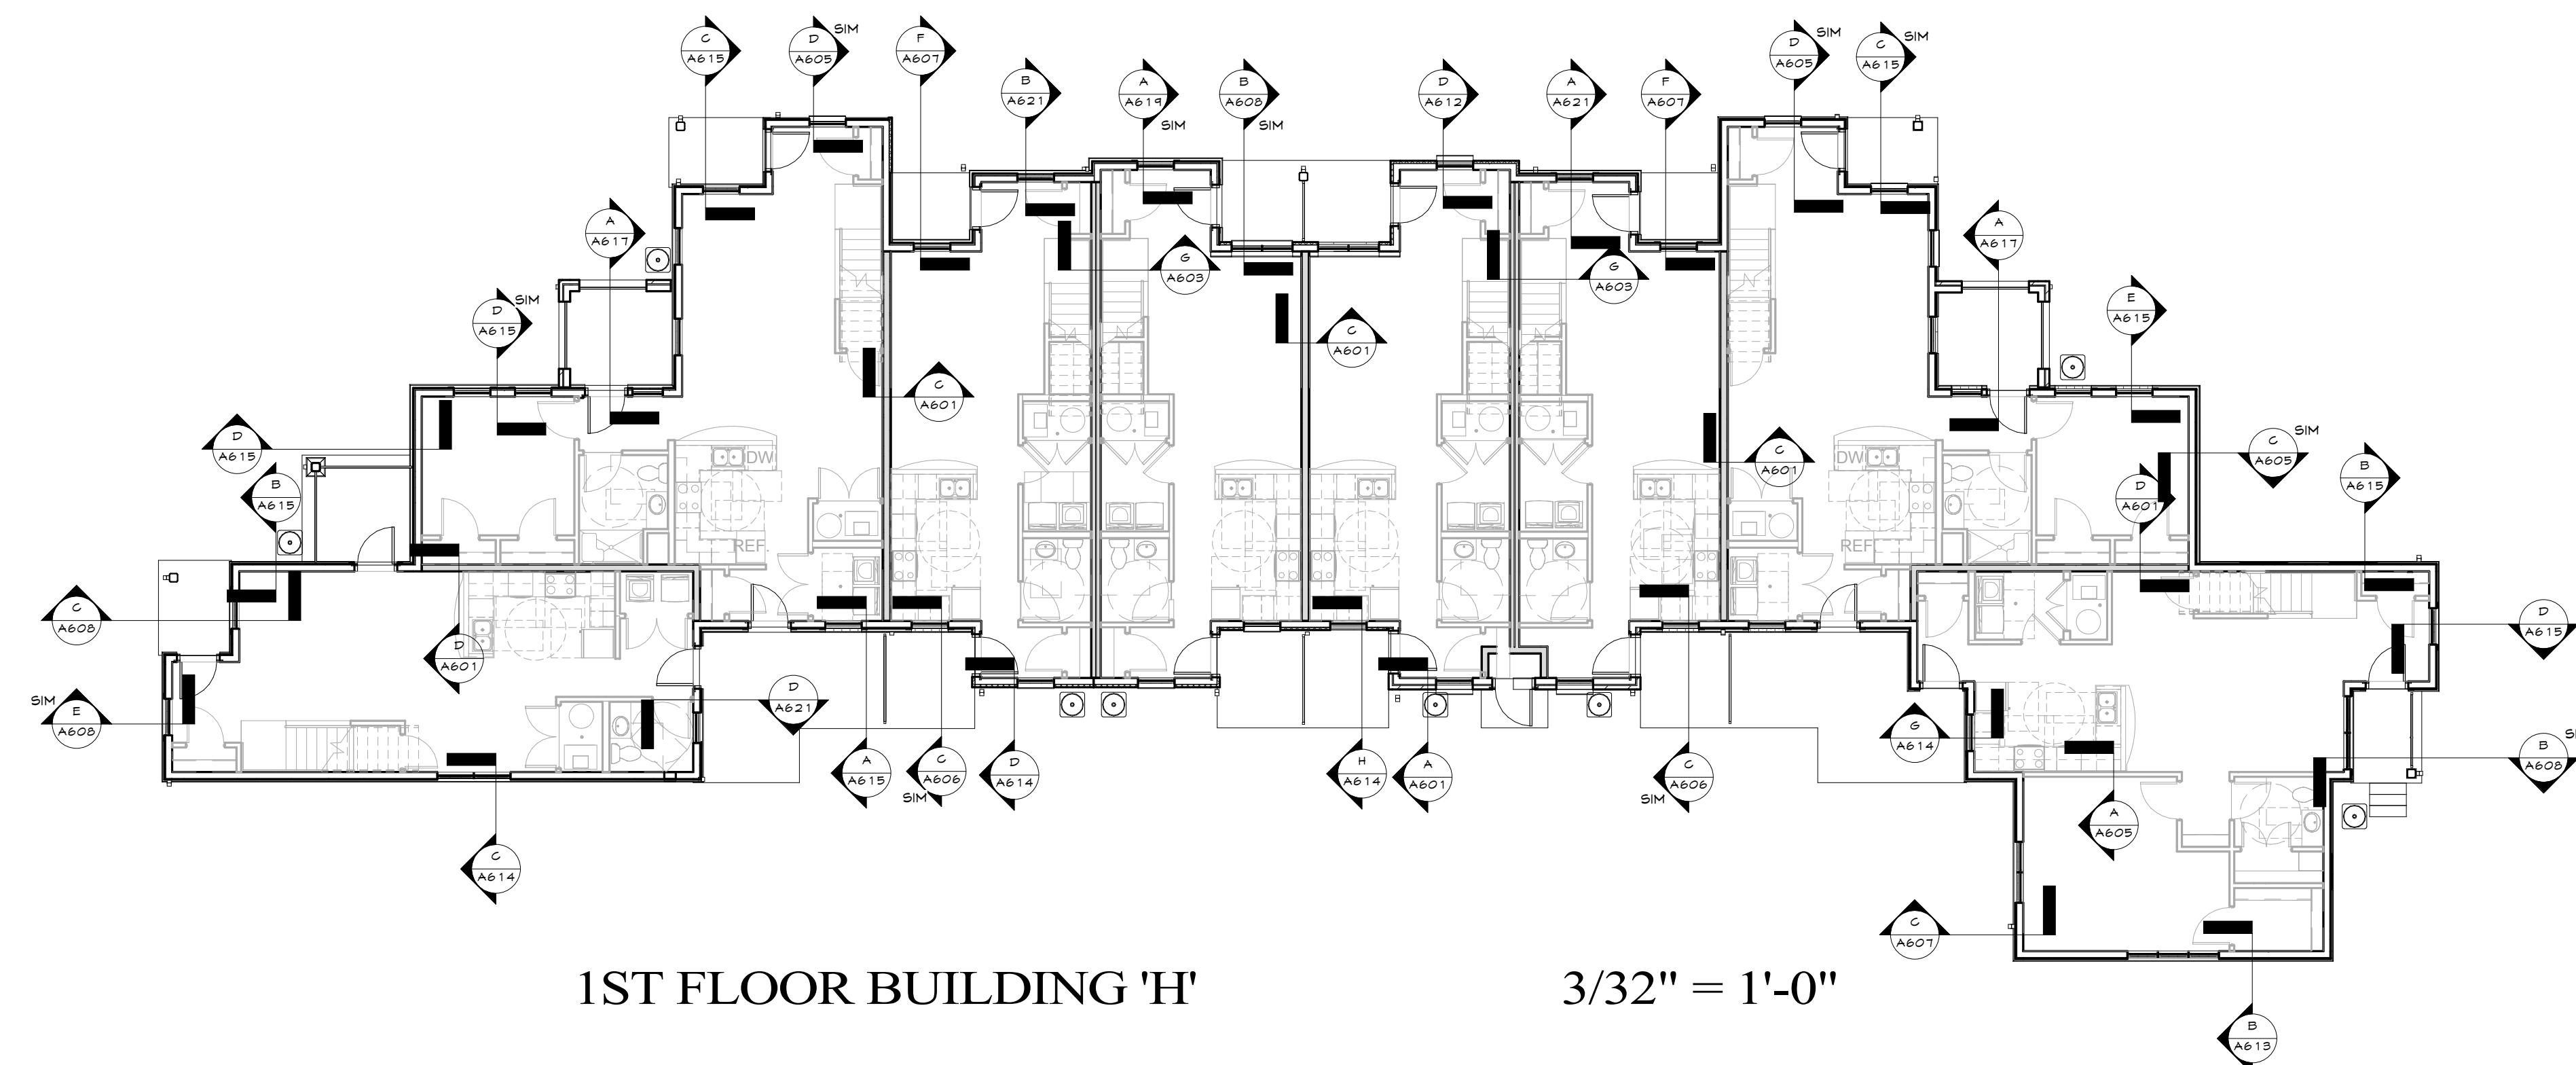 C
A615
D
A605
SIM
F
A607
B
A621
A
A619
SIM
B
A608
SIM
D
A612
A
A621
F
A607
D
A605
SIM
C
A615
SIM
A
A617
G
A603
G
A603
A
A617
D
A615
SIM
C
A601
E
A615
C
A601
D
A615
B
A615
DW
REF.
C
A601
DW
REF.
C
A605
SIM
D
A601
B
A615
C
A608
D
A601
D
A615
SIM
E
A608
D
A621
G
A614
B
A608
A
A615
C
A606
SIM
D
A614
H
A614
A
A601
C
A606
SIM
A
A605
C
A614
C
A607
1ST FLOOR BUILDING 'H'
3/32" = 1'-0"
B
A613